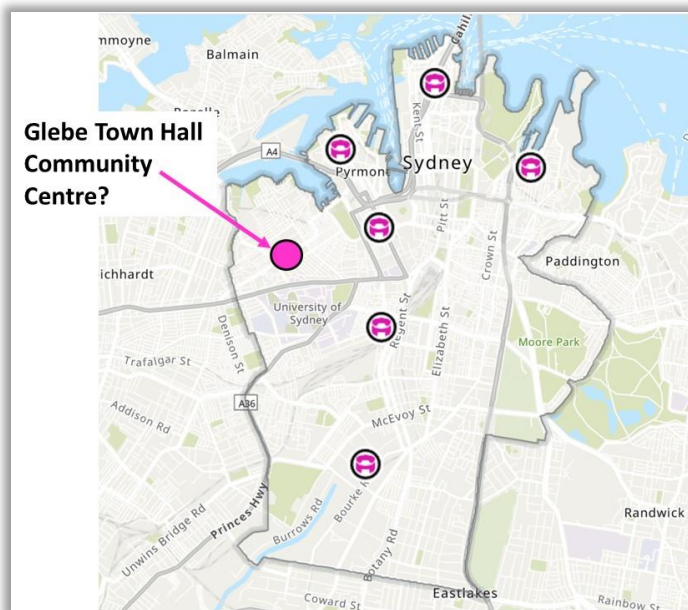 mmoyne
Balman
Cahill
Glebe Town Hall
Community
Centre?
A4
Pyrmont
Sydney
Kent St
Pitt St
Crown St
Paddington
ichhardt
University of
Sydney
Denison St
Regent St
Elizabeth St
Moore Park
Trafalgar St
A36
Addison Rd
McEvoy St
Princes Hwy
Unwins Bridge Rd
Burrows Rd
Bourke R
Botany Rd
Randwick
Eastlakes
Coward St
Rainbow St